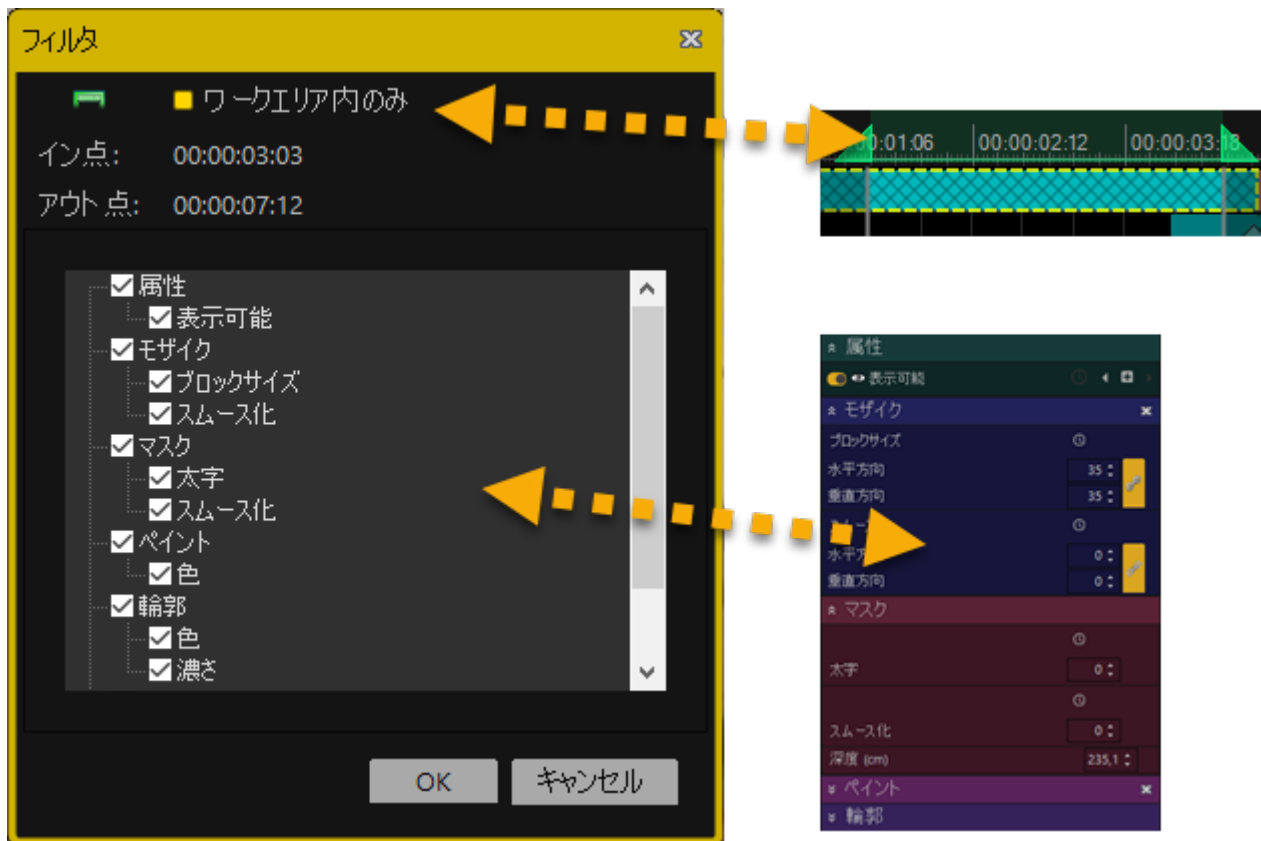 フィルタ
ワークエリア内のみ
イン点: 00:00:03:03
アウト点: 00:00:07:12
属性
表示可能
モザイク
ブロックサイズ
スムース化
マスク
太字
スムース化
ペイント
色
輪郭
色
濃さ
OK キャンセル
0:01:06 00:00:02:12 00:00:03:18
属性
表示可能
モザイク
ブロックサイズ
水平方向 35
垂直方向 35
水平方 0
垂直方向 0
マスク
太字 0
スムース化 0
深度 (cm) 235,1
ペイント
輪郭